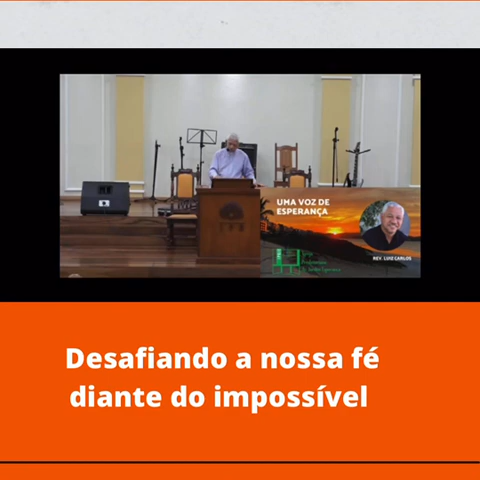 UMA VOZ DE
ESPERANÇA
REV. LUIZ CARLOS
Desafiando a nossa fé
diante do impossível